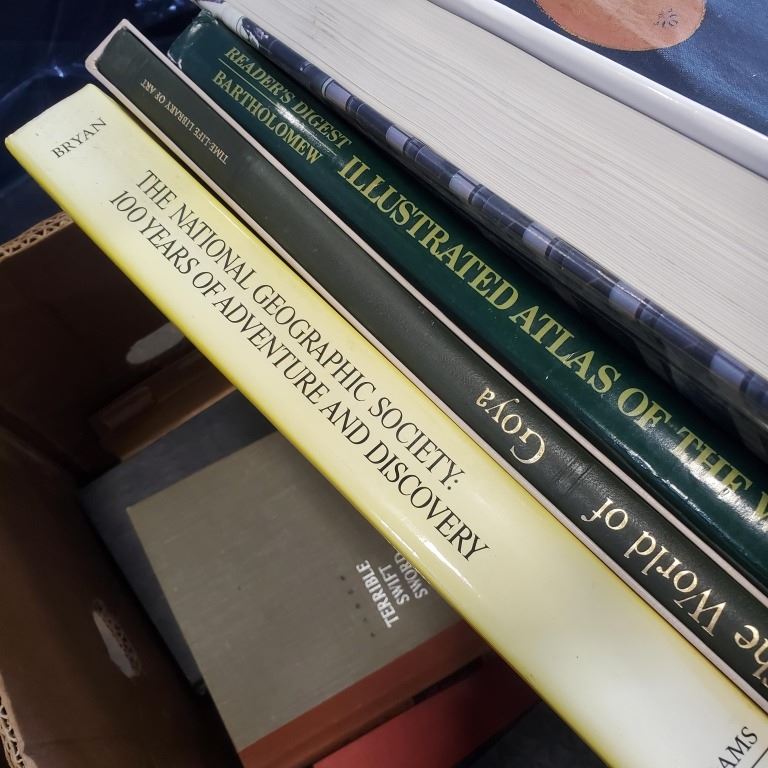 BRYAN
THE NATIONAL GEOGRAPHIC SOCIETY:
100 YEARS OF ADVENTURE AND DISCOVERY
AMS
TIME-LIFE LIBRARY OF ART
The World of Goya
READER'S DIGEST
BARTHOLOMEW
ILLUSTRATED ATLAS OF THE W
TERRIBLE
SWIFT
SWORD